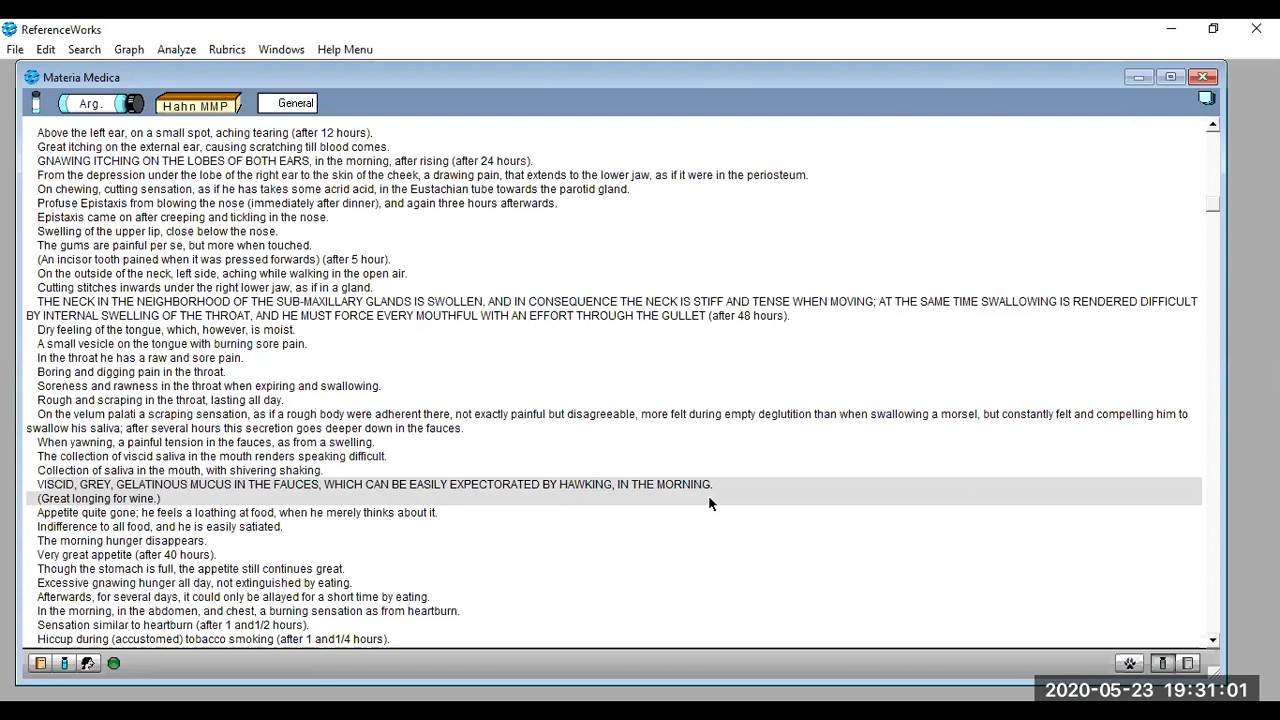 ReferenceWorks
File Edit Search Graph Analyze Rubrics Windows Help Menu
Materia Medica
Arg. Hahn MMP General
Above the left ear, on a small spot, aching tearing (after 12 hours).
Great itching on the external ear, causing scratching till blood comes.
GNAWING ITCHING ON THE LOBES OF BOTH EARS, in the morning, after rising (after 24 hours).
From the depression under the lobe of the right ear to the skin of the cheek, a drawing pain, that extends to the lower jaw, as if it were in the periosteum.
On chewing, cutting sensation, as if he has takes some acrid acid, in the Eustachian tube towards the parotid gland.
Profuse Epistaxis from blowing the nose (immediately after dinner), and again three hours afterwards.
Epistaxis came on after creeping and tickling in the nose.
Swelling of the upper lip, close below the nose.
The gums are painful per se, but more when touched.
(An incisor tooth pained when it was pressed forwards) (after 5 hour).
On the outside of the neck, left side, aching while walking in the open air.
Cutting stitches inwards under the right lower jaw, as if in a gland.
THE NECK IN THE NEIGHBORHOOD OF THE SUB-MAXILLARY GLANDS IS SWOLLEN, AND IN CONSEQUENCE THE NECK IS STIFF AND TENSE WHEN MOVING; AT THE SAME TIME SWALLOWING IS RENDERED DIFFICULT
BY INTERNAL SWELLING OF THE THROAT, AND HE MUST FORCE EVERY MOUTHFUL WITH AN EFFORT THROUGH THE GULLET (after 48 hours).
Dry feeling of the tongue, which, however, is moist.
A small vesicle on the tongue with burning sore pain.
In the throat he has a raw and sore pain.
Boring and digging pain in the throat.
Soreness and rawness in the throat when expiring and swallowing.
Rough and scraping in the throat, lasting all day.
On the velum palati a scraping sensation, as if a rough body were adherent there, not exactly painful but disagreeable, more felt during empty deglutition than when swallowing a morsel, but constantly felt and compelling him to
swallow his saliva; after several hours this secretion goes deeper down in the fauces.
When yawning, a painful tension in the fauces, as from a swelling.
The collection of viscid saliva in the mouth renders speaking difficult.
Collection of saliva in the mouth, with shivering shaking.
VISCID, GREY, GELATINOUS MUCUS IN THE FAUCES, WHICH CAN BE EASILY EXPECTORATED BY HAWKING, IN THE MORNING.
(Great longing for wine.)
Appetite quite gone; he feels a loathing at food, when he merely thinks about it.
Indifference to all food, and he is easily satiated.
The morning hunger disappears.
Very great appetite (after 40 hours).
Though the stomach is full, the appetite still continues great.
Excessive gnawing hunger all day, not extinguished by eating.
Afterwards, for several days, it could only be allayed for a short time by eating.
In the morning, in the abdomen, and chest, a burning sensation as from heartburn.
Sensation similar to heartburn (after 1 and1/2 hours).
Hiccup during (accustomed) tobacco smoking (after 1 and1/4 hours).
2020-05-23 19:31:01